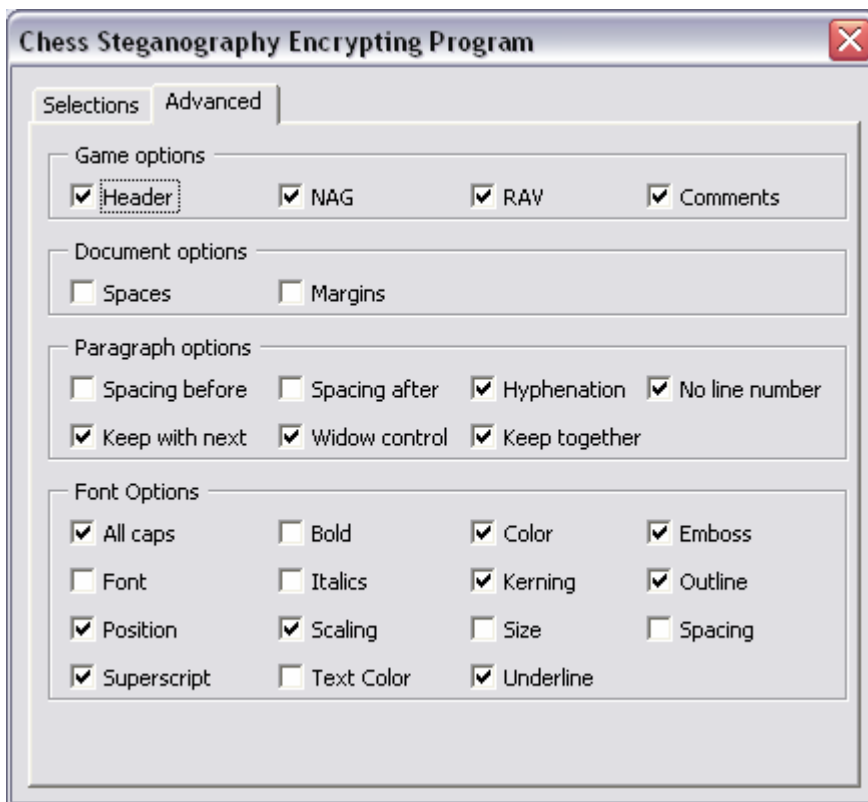 Chess Steganography Encrypting Program
Selections Advanced
Game options
Header NAG RAV Comments
Document options
Spaces Margins
Paragraph options
Spacing before Spacing after Hyphenation No line number
Keep with next Widow control Keep together
Font Options
All caps Bold Color Emboss
Font Italics Kerning Outline
Position Scaling Size Spacing
Superscript Text Color Underline